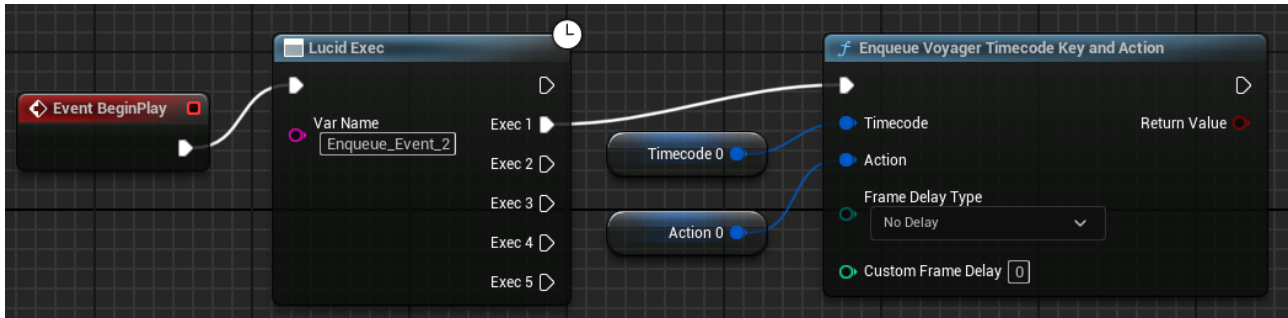 Event BeginPlay
Lucid Exec
Var Name
Enqueue_Event_2
Exec 1
Exec 2
Exec 3
Exec 4
Exec 5
Timecode 0
Action 0
f Enqueue Voyager Timecode Key and Action
Timecode
Return Value
Action
Frame Delay Type
No Delay
Custom Frame Delay 0